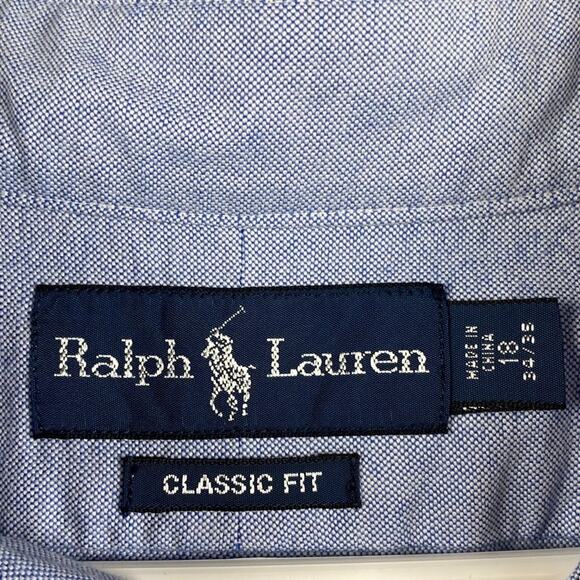 Ralph Lauren
MADE IN
CHINA
18
34/35
CLASSIC FIT